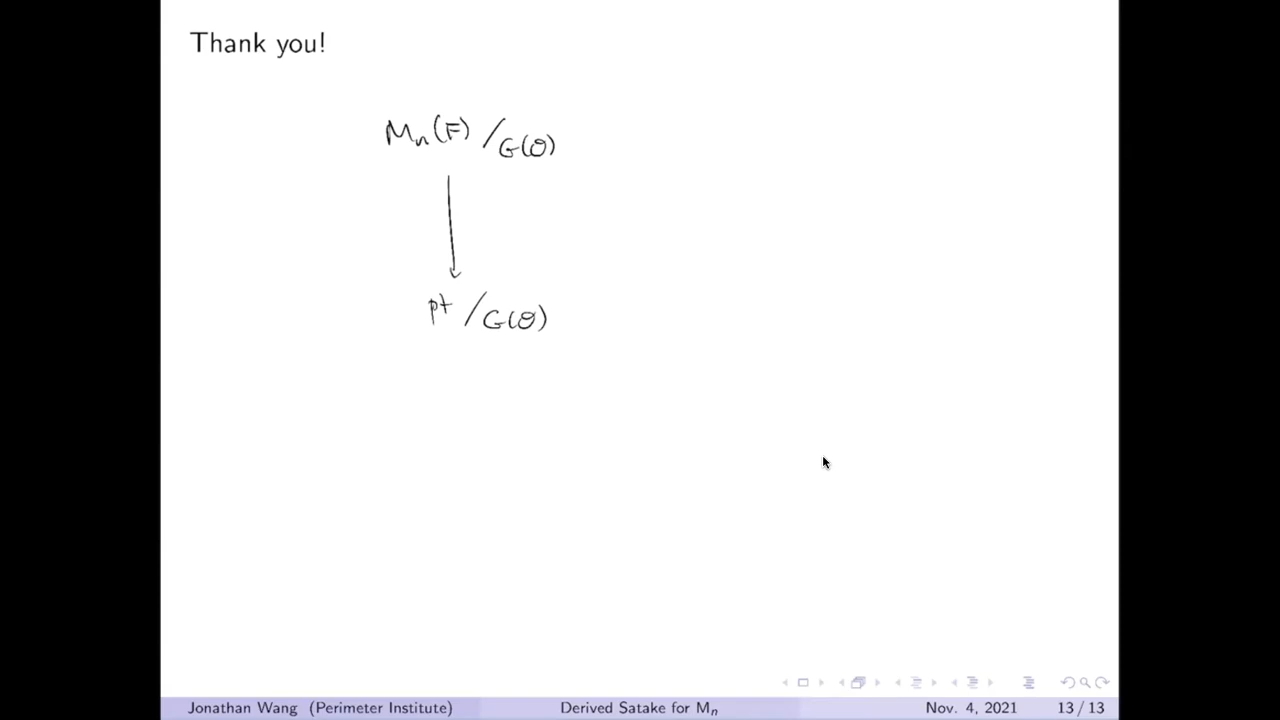 Thank you!
Mₙ(F) / G(O)
pt / G(O)
Jonathan Wang (Perimeter Institute) Derived Satake for Mₙ Nov. 4, 2021 13 / 13